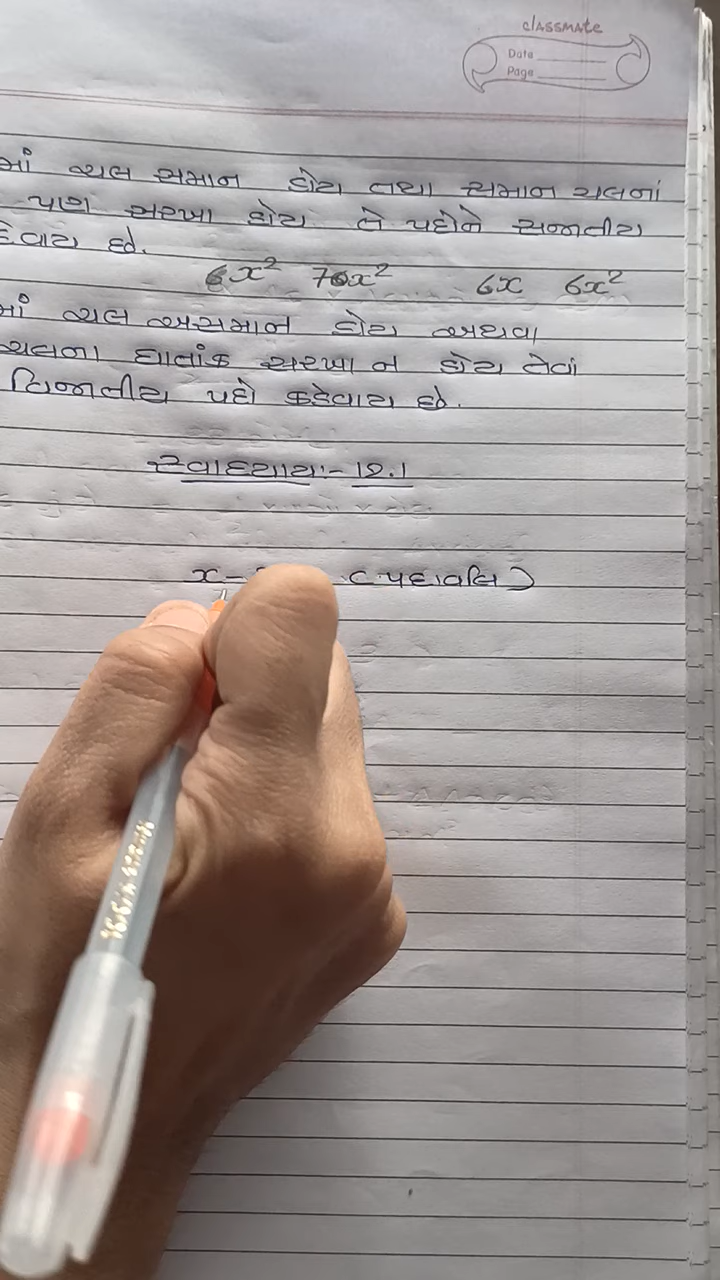 classmate
Date
Page
માં ચલ સમાન હોય તથા સમાન ચલનાં
પણ સરખા હોય તે પદોને સજાતીય
કહેવાય છે.
6x² 76x² 6x 6x²
માં ચલ અસમાન હોય અથવા
ચલના ઘાતાંક સરખા ન હોય તેવાં
વિજાતીય પદો કહેવાય છે.
સ્વાધ્યાય:- 12.1
x - (પદાવલિ)